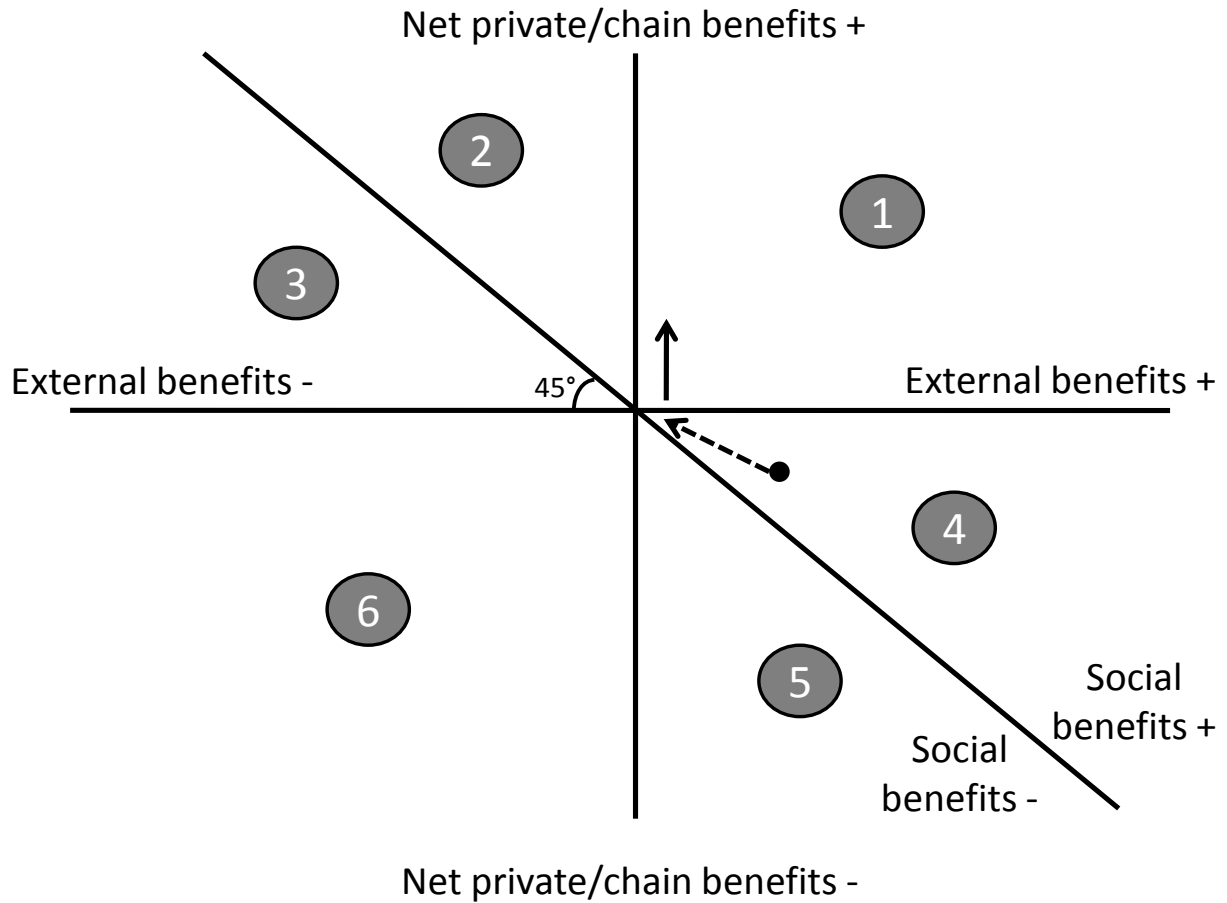 Net private/chain benefits +
2
1
3
External benefits -
45°
External benefits +
4
6
5
Social
benefits +
Social
benefits -
Net private/chain benefits -